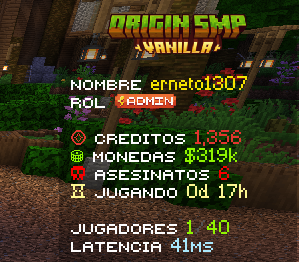 ORIGIN SMP
VANILLA
NOMBRE erneto1307
ROL ADMIN
CREDITOS 1,356
MONEDAS $319k
ASESINATOS 6
JUGANDO 0d 17h
JUGADORES 1 40
LATENCIA 41MS